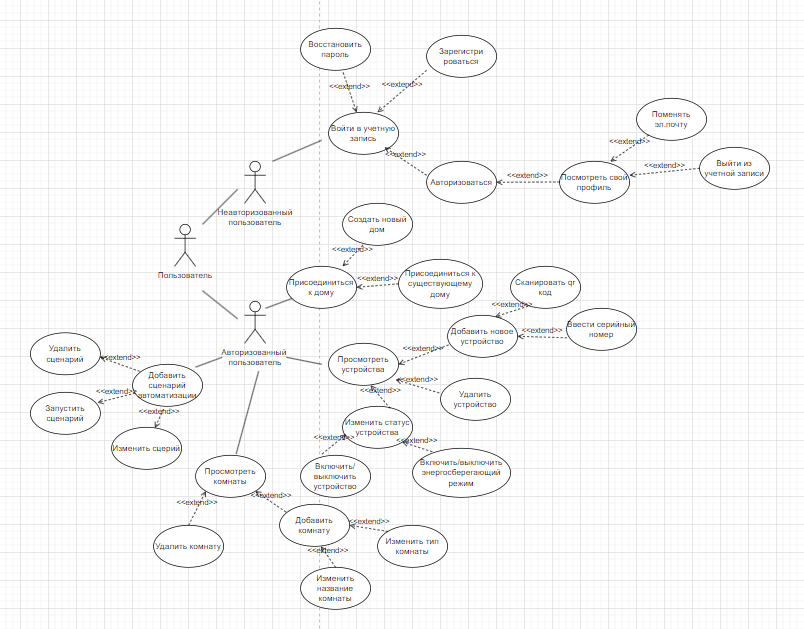 Восстановить
пароль
Зарегистри
роваться
<<extend>>
<<extend>>
Войти в учетную
запись
<<extend>>
Авторизоваться
<<extend>>
Посмотреть свой
профиль
Поменять
эл.почту
<<extend>>
<<extend>>
Выйти из
учетной записи
Неавторизованный
пользователь
Пользователь
Создать новый
дом
<<extend>>
Присоединиться
к дому
<<extend>>
Присоединиться к
существующему
дому
Сканировать qr
код
<<extend>>
Добавить новое
устройство
<<extend>>
Ввести серийный
номер
Авторизованный
пользователь
<<extend>>
Просмотреть
устройства
<<extend>>
Удалить
устройство
<<extend>>
Изменить статус
устройства
<<extend>>
<<extend>>
Включить/
выключить
устройство
Включить/выключить
энергосберегающий
режим
Удалить
сценарий
<<extend>>
Добавить
сценарий
автоматизации
<<extend>>
Запустить
сценарий
<<extend>>
Изменить сцерий
Просмотреть
комнаты
<<extend>>
<<extend>>
Удалить комнату
Добавить
комнату
<<extend>>
Изменить тип
комнаты
<<extend>>
Изменить
название
комнаты